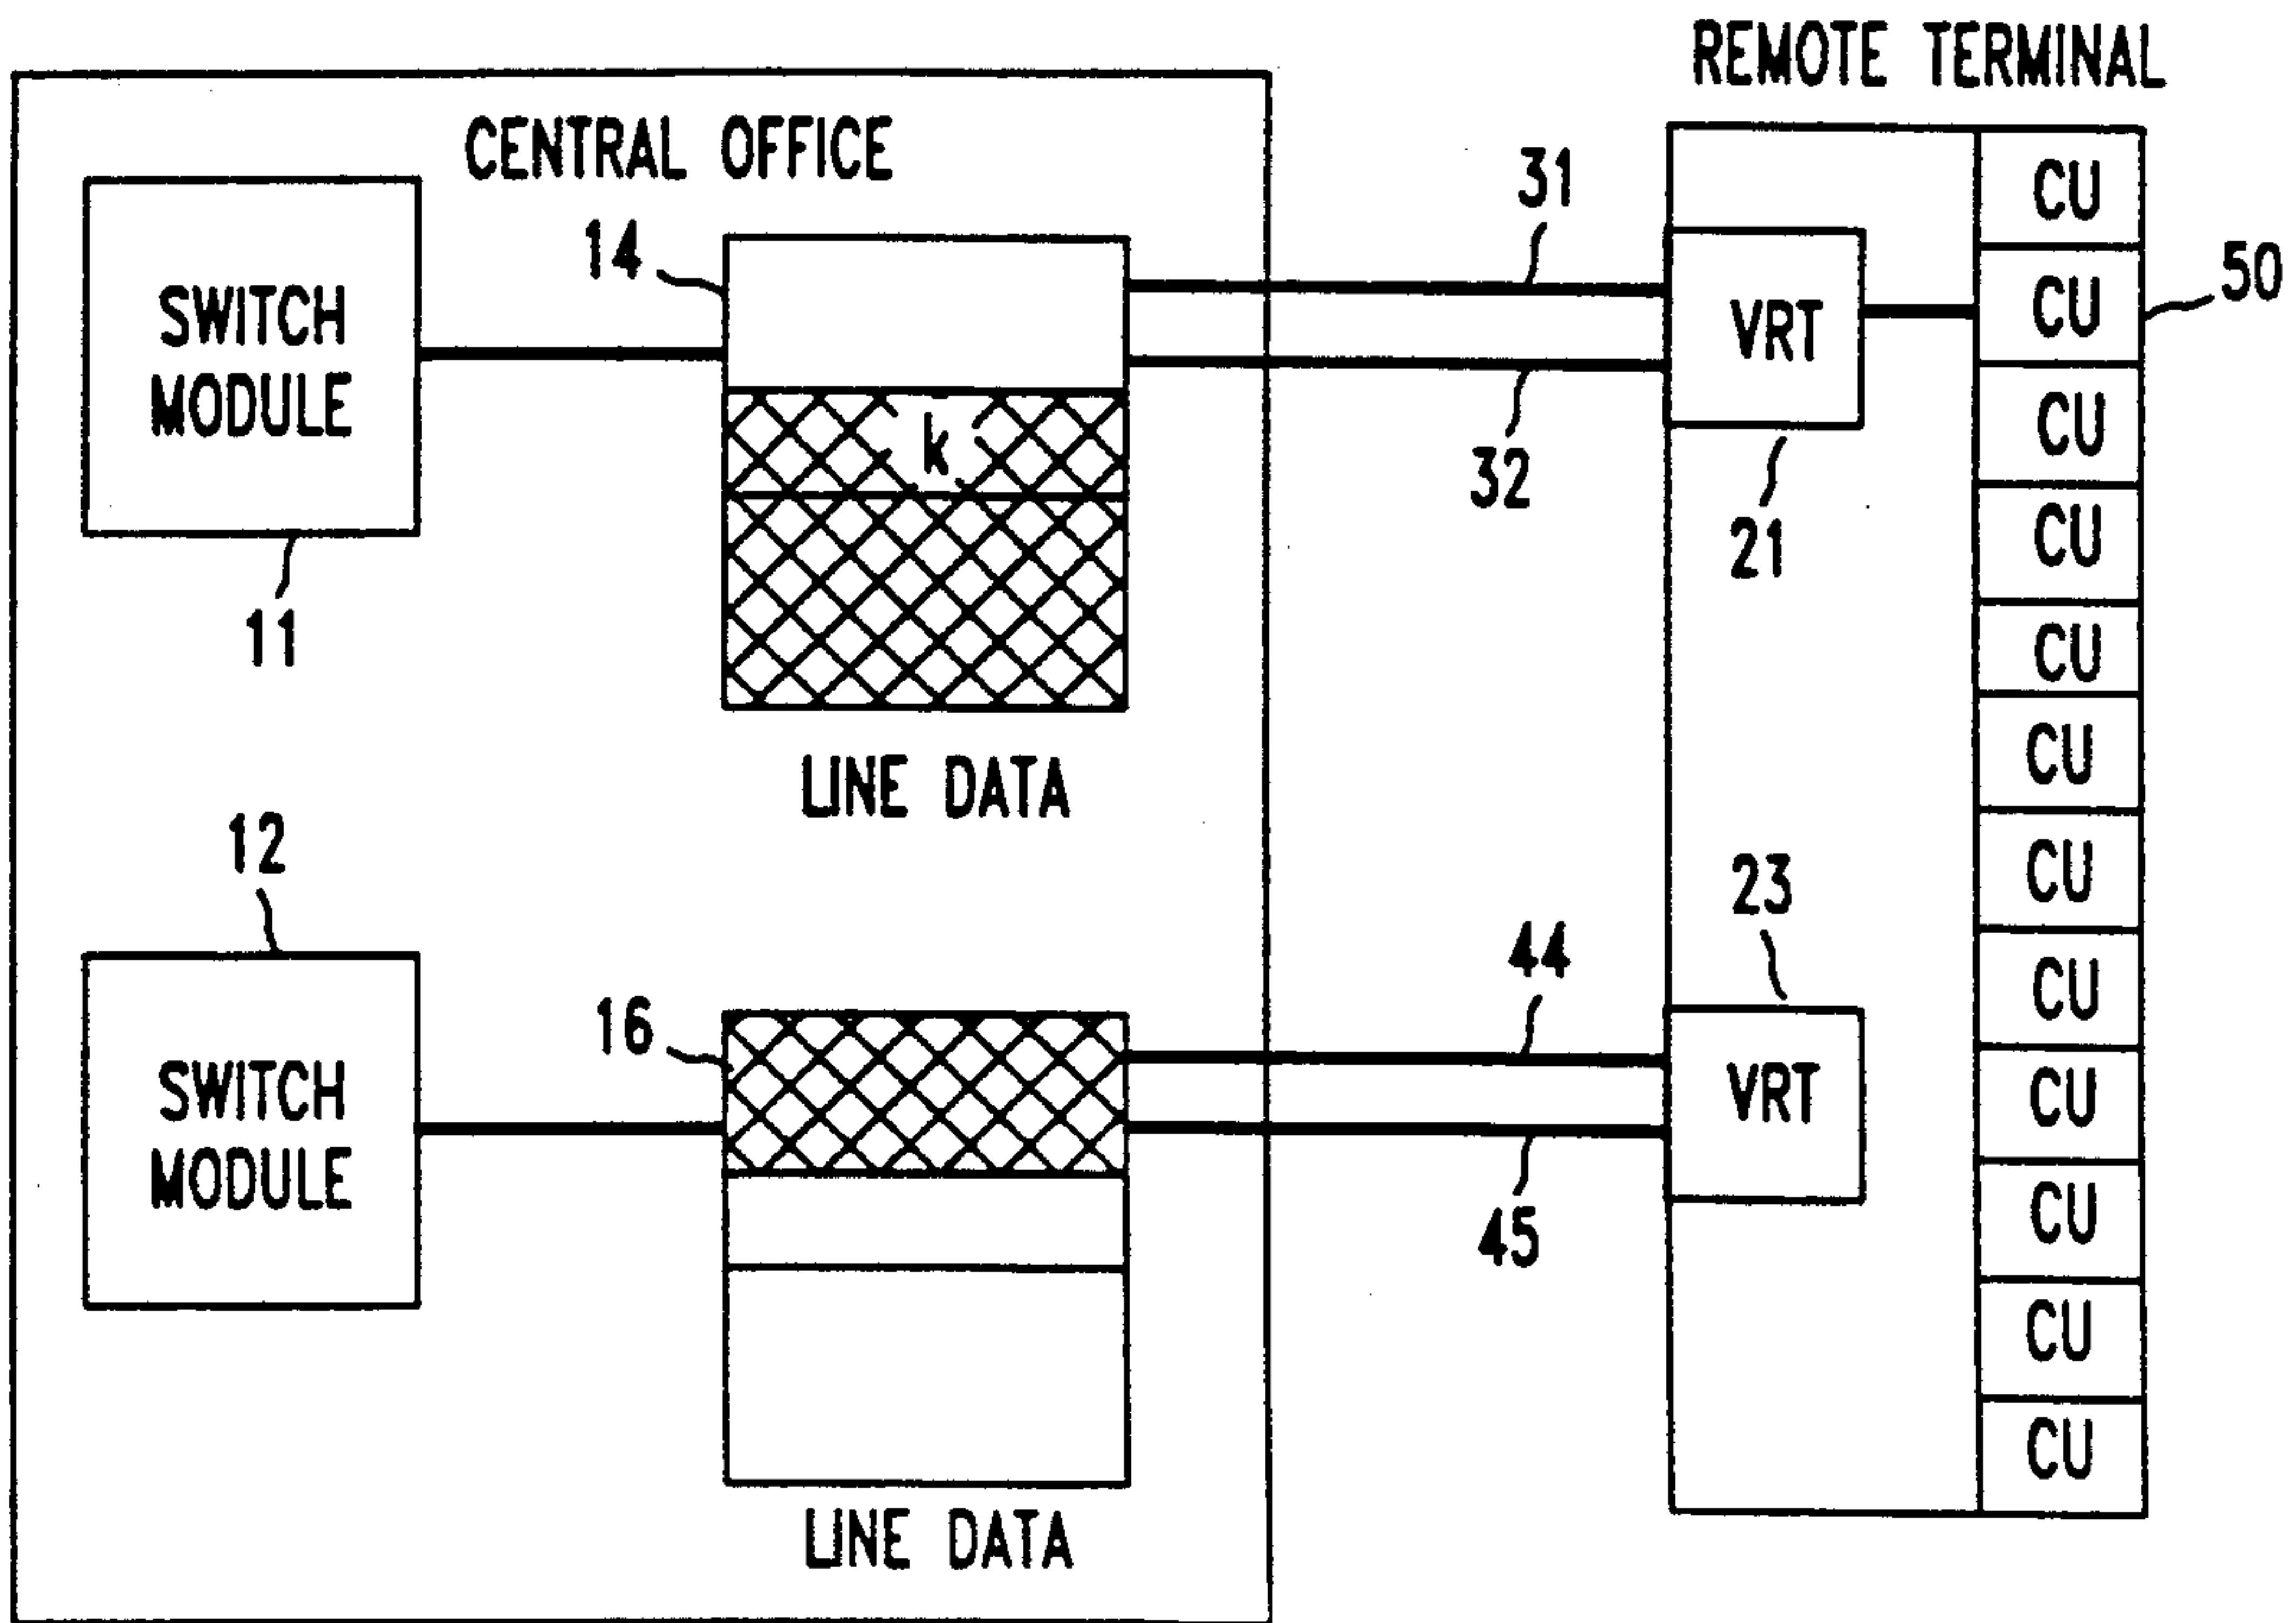 REMOTE TERMINAL
CENTRAL OFFICE
SWITCH
MODULE
11
14
k
LINE DATA
31
32
VRT
21
CU
CU
50
CU
CU
CU
CU
CU
CU
CU
CU
CU
CU
12
SWITCH
MODULE
16
LINE DATA
44
45
23
VRT